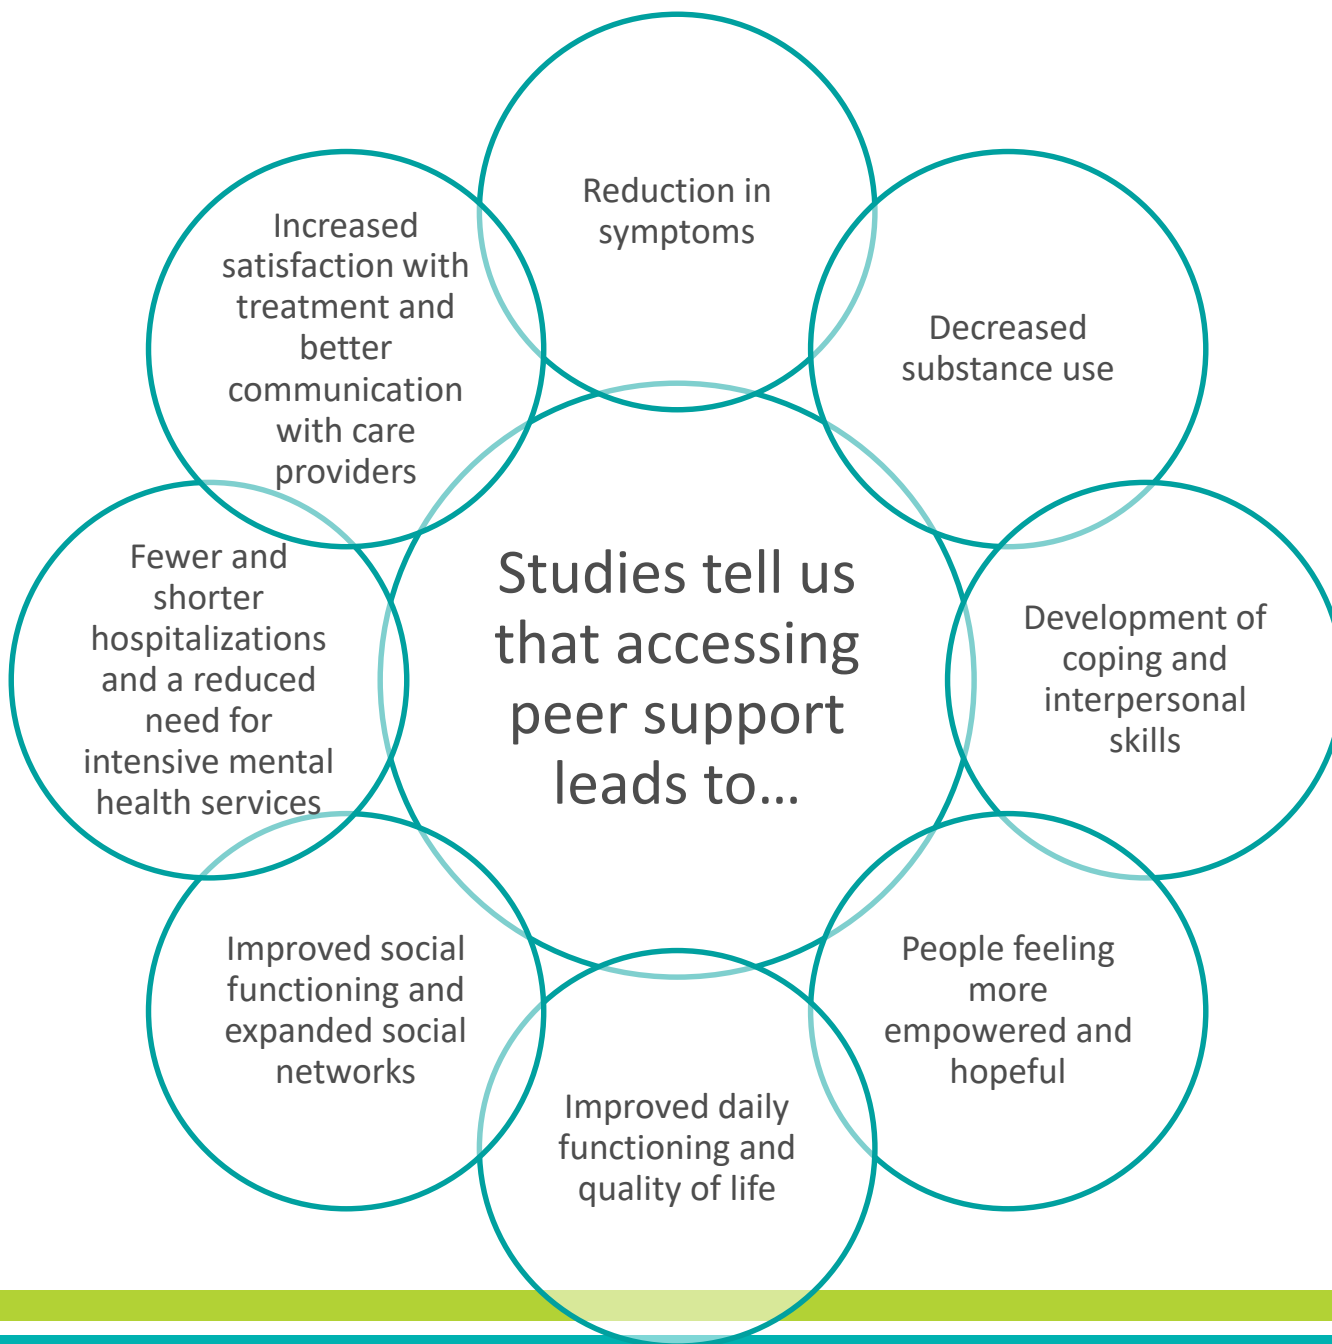 Studies tell us
that accessing
peer support
leads to...
Reduction in
symptoms
Decreased
substance use
Development of
coping and
interpersonal
skills
People feeling
more
empowered and
hopeful
Improved daily
functioning and
quality of life
Improved social
functioning and
expanded social
networks
Fewer and
shorter
hospitalizations
and a reduced
need for
intensive mental
health services
Increased
satisfaction with
treatment and
better
communication
with care
providers